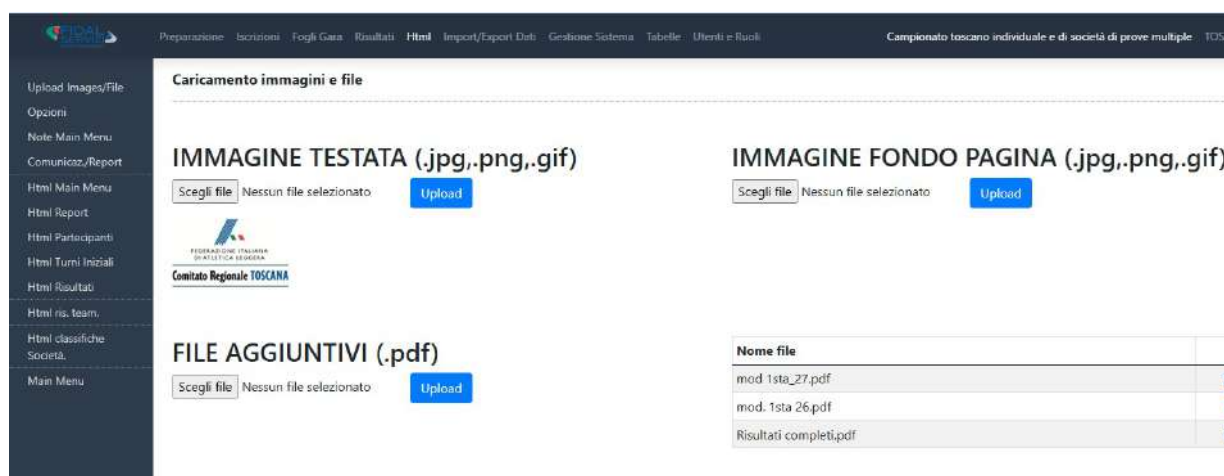 FIDAL
Preparazione Iscrizioni Fogli Gara Risultati Html Import/Export Dati Gestione Sistema Tabelle Utenti e Ruoli Campionato toscano individuale e di società di prove multiple TOS
Upload Images/File
Opzioni
Note Main Menu
Comunicaz./Report
Html Main Menu
Html Report
Html Partecipanti
Html Turni Iniziali
Html Risultati
Html ris. team.
Html classifiche
Società.
Main Menu
Caricamento immagini e file
IMMAGINE TESTATA (.jpg,.png,.gif)
Scegli file Nessun file selezionato Upload
FEDERAZIONE ITALIANA
DI ATLETICA LEGGERA
Comitato Regionale TOSCANA
IMMAGINE FONDO PAGINA (.jpg,.png,.gif)
Scegli file Nessun file selezionato Upload
FILE AGGIUNTIVI (.pdf)
Scegli file Nessun file selezionato Upload
Nome file
mod 1sta_27.pdf
mod. 1sta 26.pdf
Risultati completi.pdf